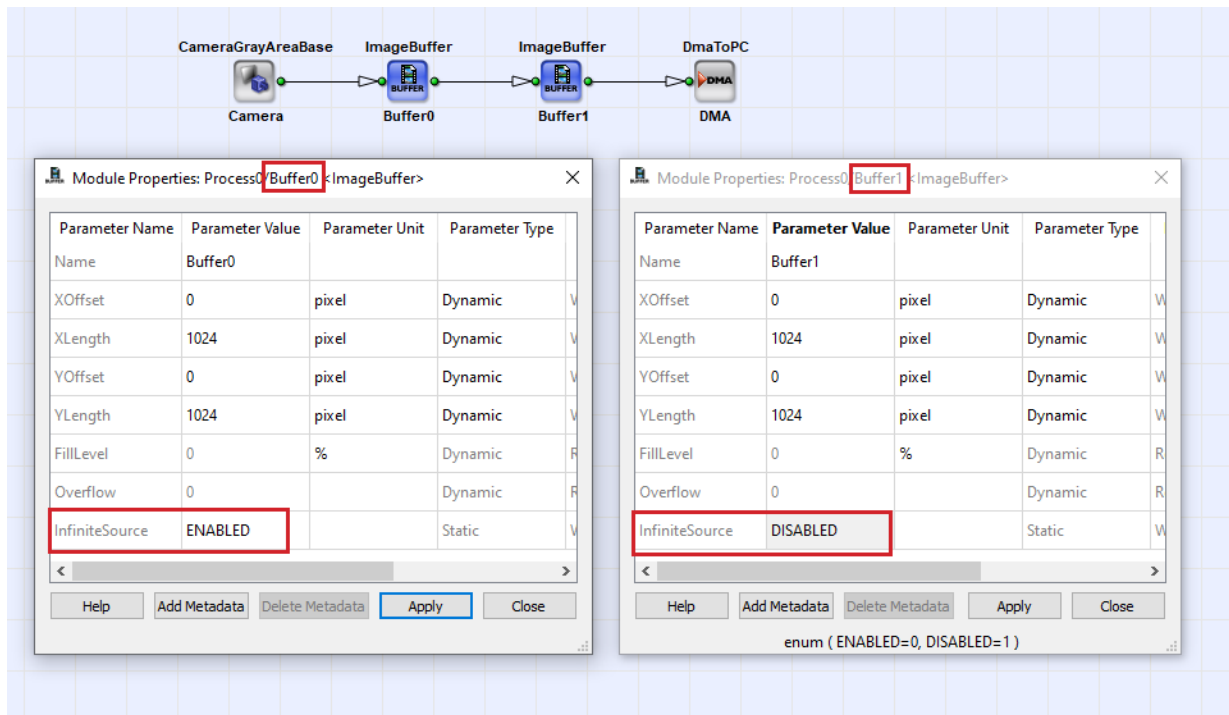 CameraGrayAreaBase ImageBuffer ImageBuffer DmaToPC
BUFFER BUFFER DMA
Camera Buffer0 Buffer1 DMA
Module Properties: Process0/Buffer0 <ImageBuffer>
Parameter Name Parameter Value Parameter Unit Parameter Type
Name Buffer0
XOffset 0 pixel Dynamic W
XLength 1024 pixel Dynamic W
YOffset 0 pixel Dynamic W
YLength 1024 pixel Dynamic W
FillLevel 0 % Dynamic R
Overflow 0 Dynamic R
InfiniteSource ENABLED Static W
Help Add Metadata Delete Metadata Apply Close
Module Properties: Process0/Buffer1 <ImageBuffer>
Parameter Name Parameter Value Parameter Unit Parameter Type
Name Buffer1
XOffset 0 pixel Dynamic W
XLength 1024 pixel Dynamic W
YOffset 0 pixel Dynamic W
YLength 1024 pixel Dynamic W
FillLevel 0 % Dynamic R
Overflow 0 Dynamic R
InfiniteSource DISABLED Static W
Help Add Metadata Delete Metadata Apply Close
enum ( ENABLED=0, DISABLED=1 )